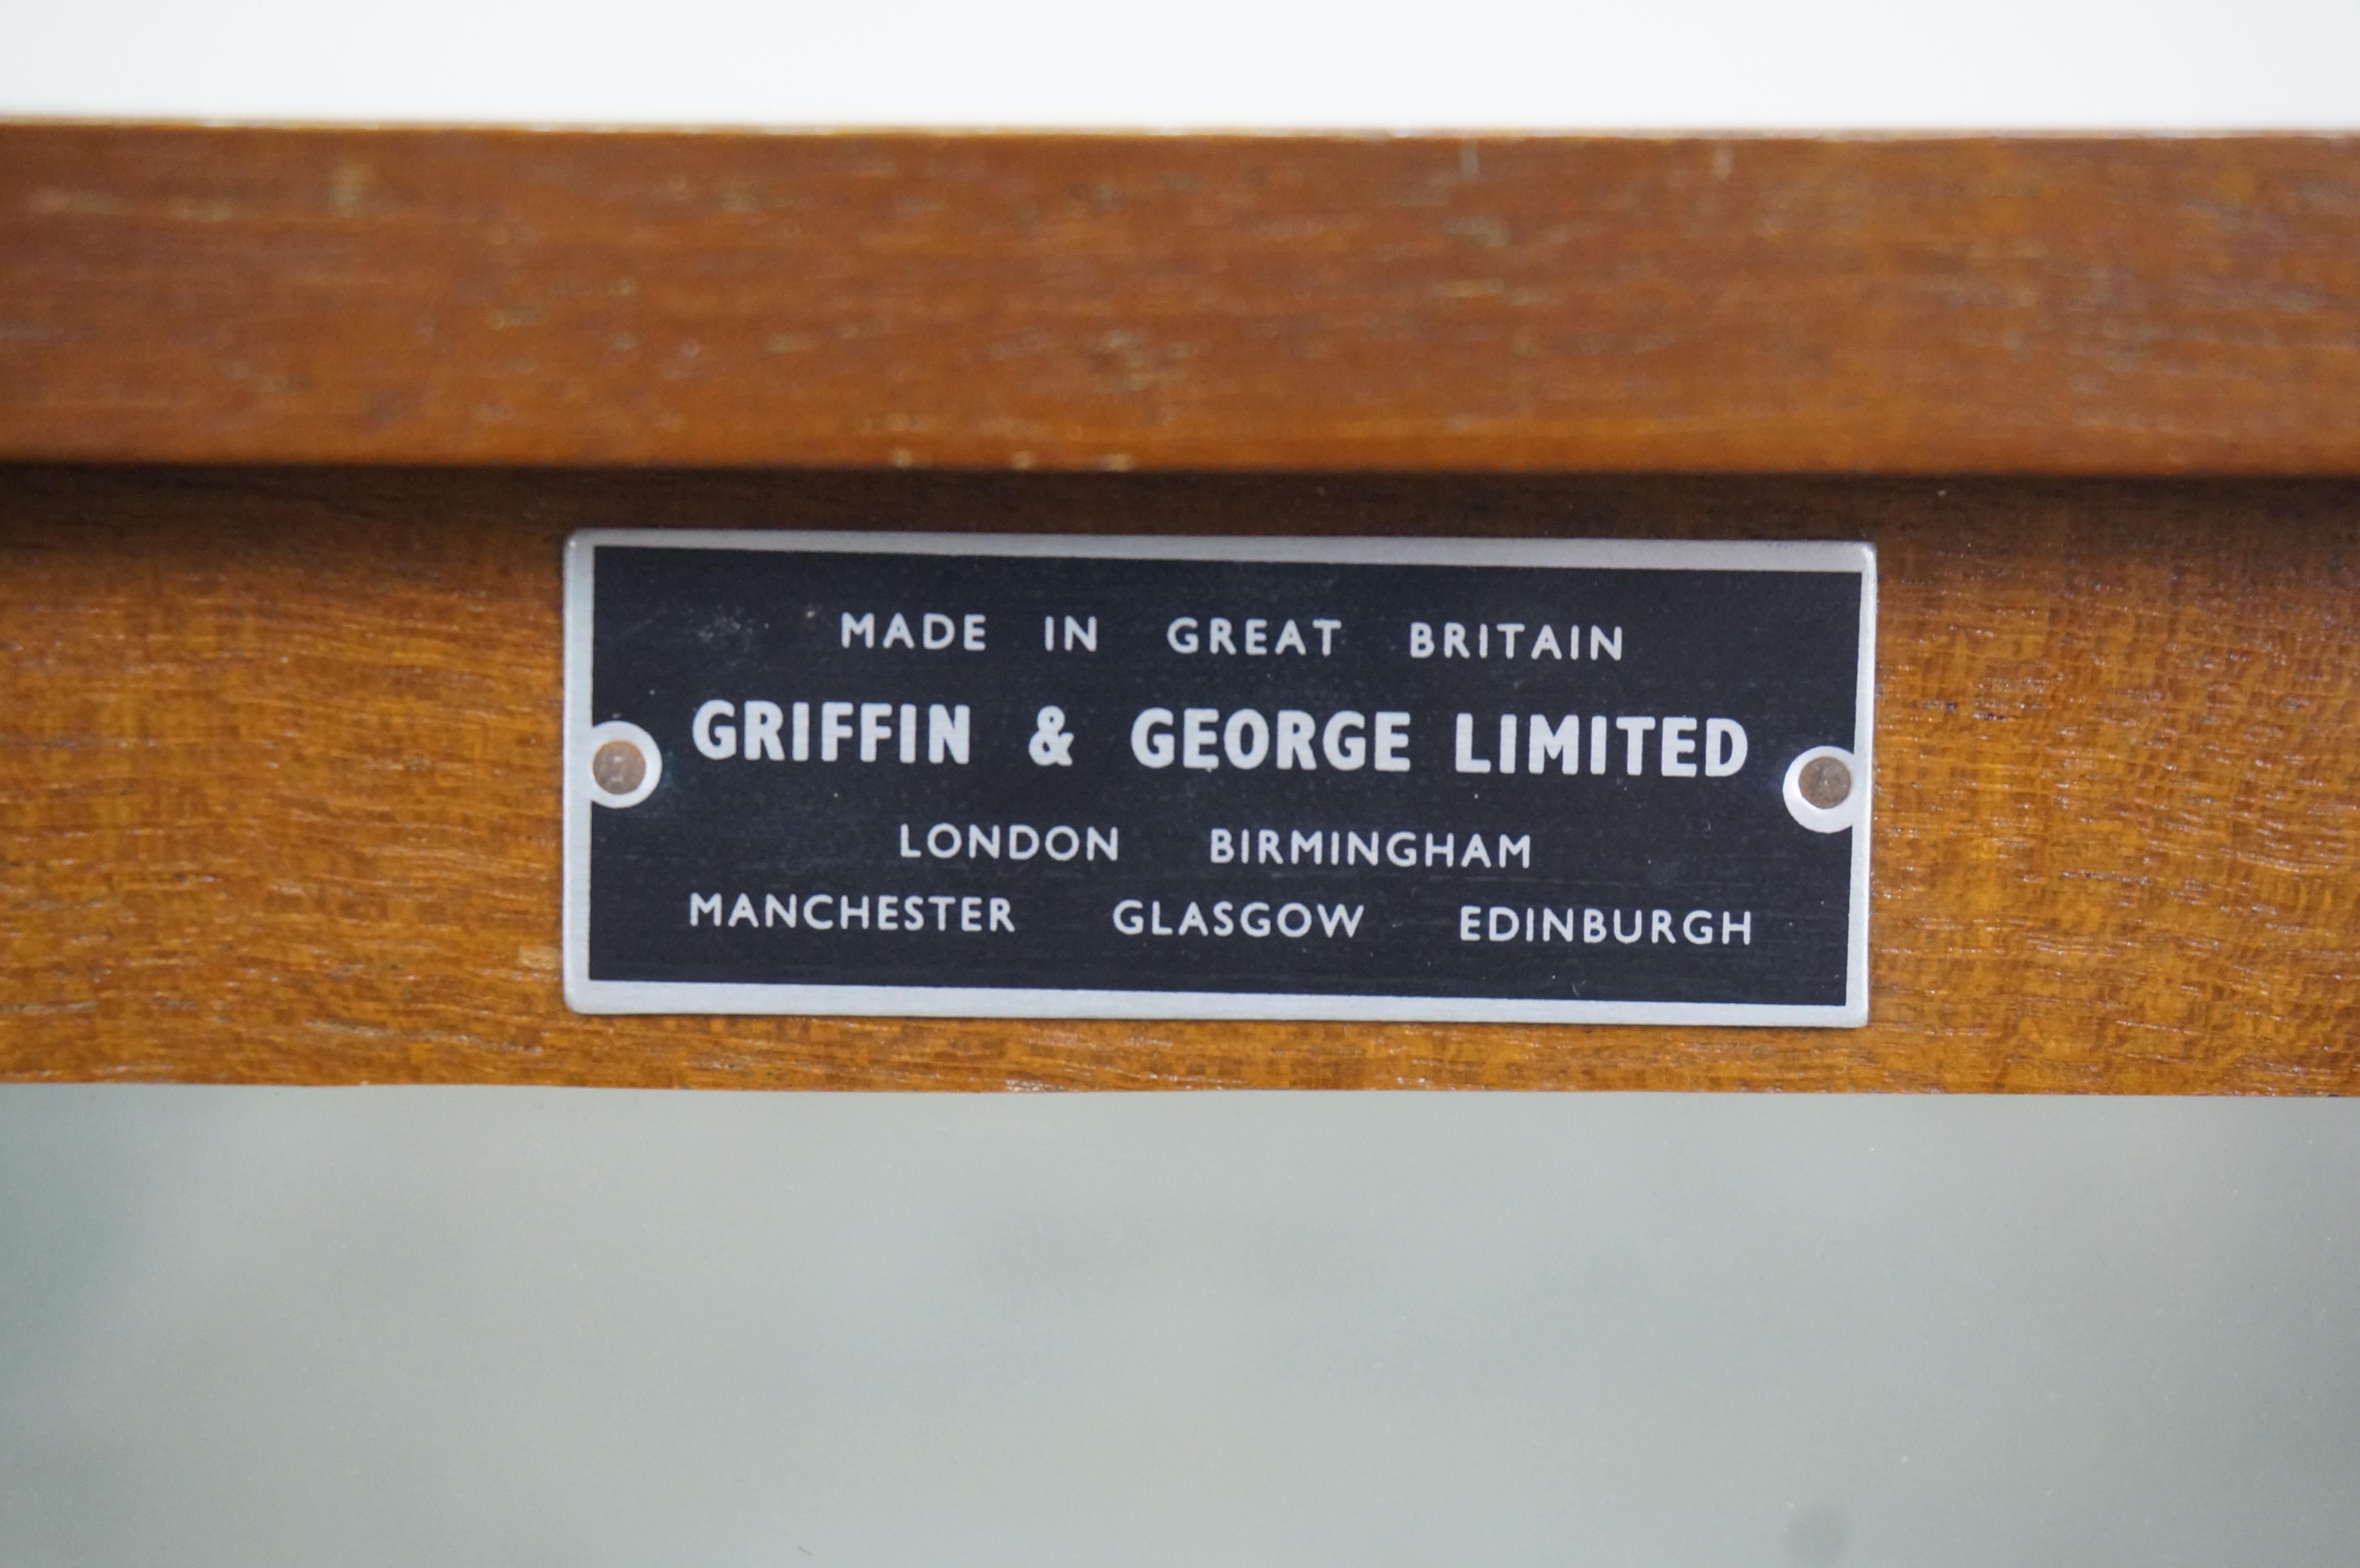 MADE IN GREAT BRITAIN
GRIFFIN & GEORGE LIMITED
LONDON BIRMINGHAM
MANCHESTER GLASGOW EDINBURGH